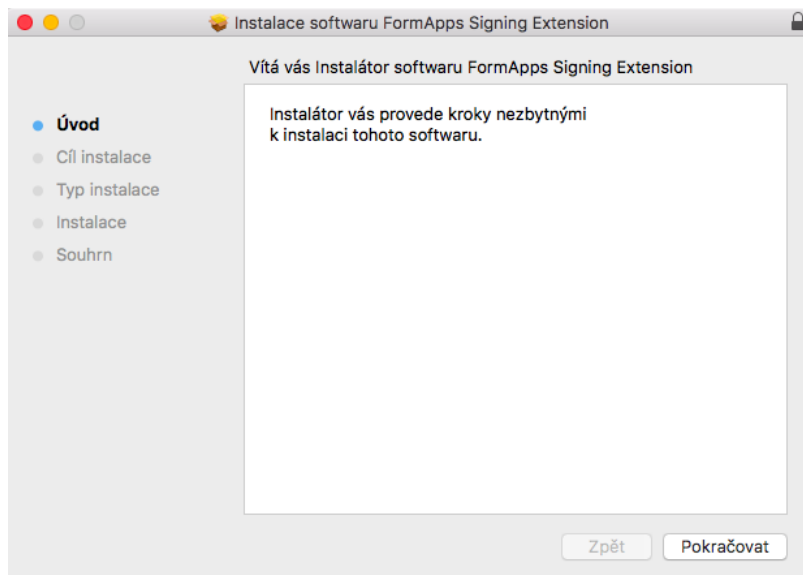 Instalace softwaru FormApps Signing Extension
Vítá vás Instalátor softwaru FormApps Signing Extension
Úvod
Cíl instalace
Typ instalace
Instalace
Souhrn
Instalátor vás provede kroky nezbytnými
k instalaci tohoto softwaru.
Zpět
Pokračovat